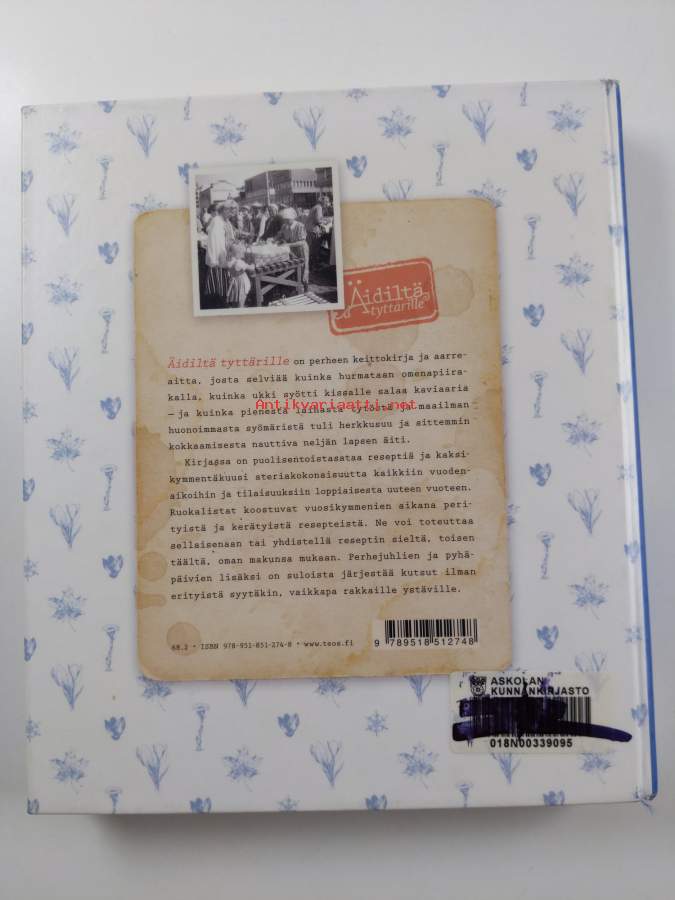 Äidiltä
tyttärille
Äidiltä tyttärille on perheen keittokirja ja aarre-
aitta, josta selviää kuinka hurmataan omenapiira-
kalla, kuinka ukki syötti kissalle salaa kaviaaria
Antikvariaatti.net
– ja kuinka pienestä laihasta tytöstä ja maailman
huonoimmasta syömäristä tuli herkkusuu ja sittemmin
kokkaamisesta nauttiva neljän lapsen äiti.
Kirjassa on puolisentoistasataa reseptiä ja kaksi-
kymmentäkuusi ateriakokonaisuutta kaikkiin vuoden-
aikoihin ja tilaisuuksiin loppiaisesta uuteen vuoteen.
Ruokalistat koostuvat vuosikymmenien aikana peri-
tyistä ja kerätyistä resepteistä. Ne voi toteuttaa
sellaisenaan tai yhdistellä reseptin sieltä, toisen
täältä, oman makunsa mukaan. Perhejuhlien ja pyhä-
päivien lisäksi on suloista järjestää kutsut ilman
erityistä syytäkin, vaikkapa rakkaille ystäville.
68.2 • ISBN 978-951-851-274-8 • www.teos.fi
9 789518 512748
ASKOLAN
KUNNANKIRJASTO
018N00339095